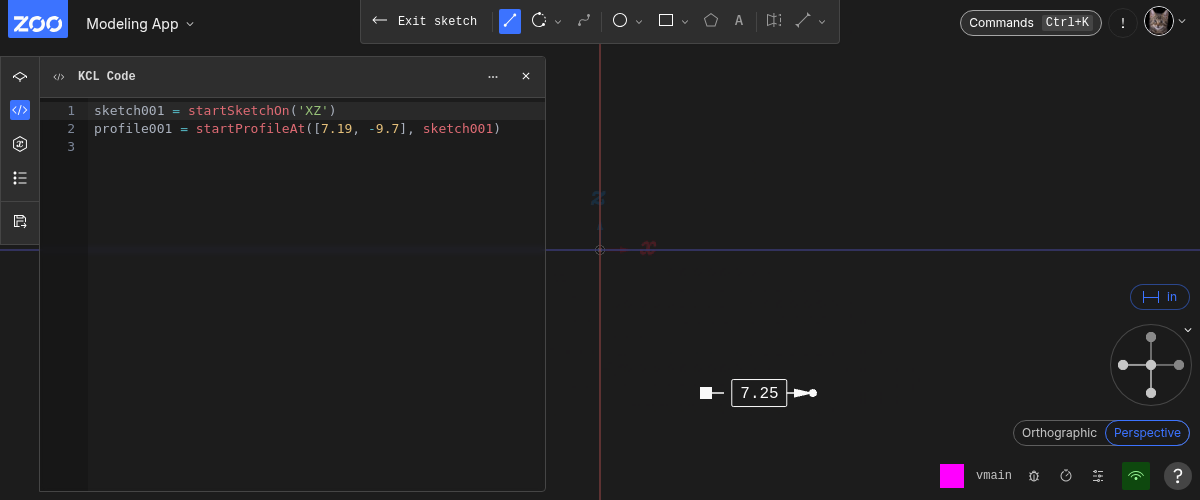 ZOO
Modeling App
Exit sketch
A
Commands Ctrl+K
!
KCL Code
1 sketch001 = startSketchOn('XZ')
2 profile001 = startProfileAt([7.19, -9.7], sketch001)
3
z
x
in
7.25
Orthographic Perspective
vmain
?